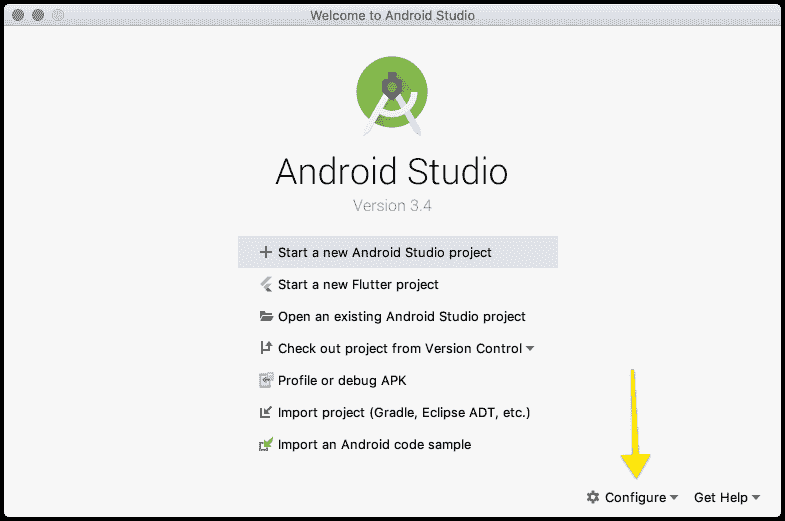 Welcome to Android Studio
Android Studio
Version 3.4
Start a new Android Studio project
Start a new Flutter project
Open an existing Android Studio project
Check out project from Version Control
Profile or debug APK
Import project (Gradle, Eclipse ADT, etc.)
Import an Android code sample
Configure Get Help